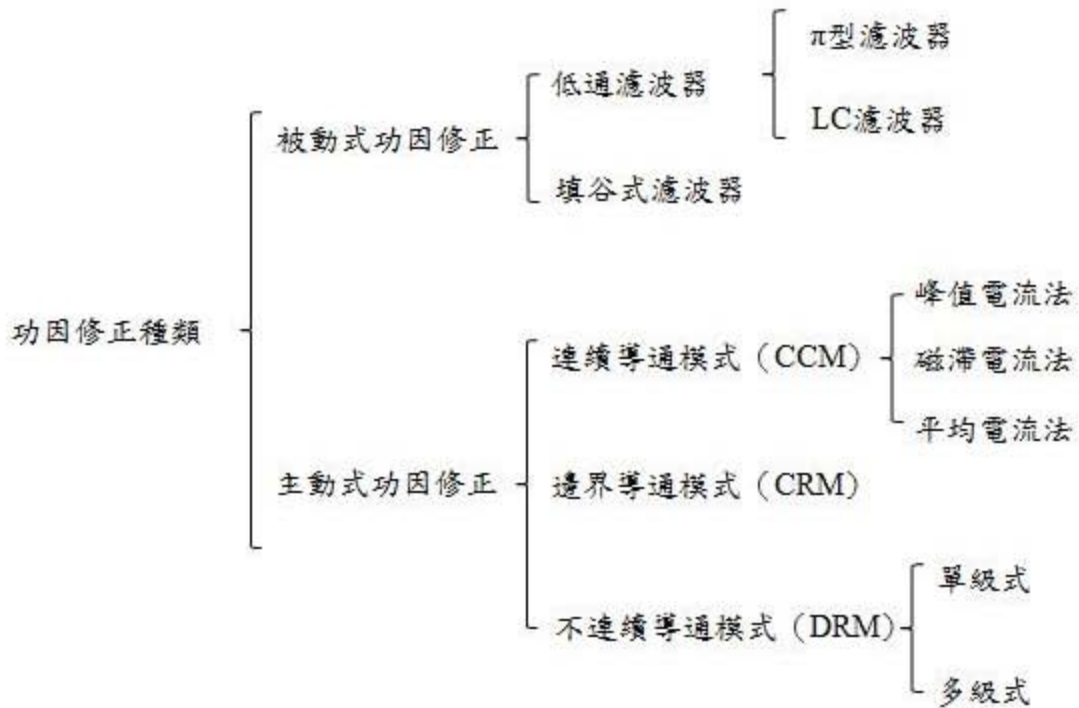 功因修正種類
被動式功因修正
低通濾波器
π型濾波器
LC濾波器
填谷式濾波器
主動式功因修正
連續導通模式（CCM）
峰值電流法
磁滯電流法
平均電流法
邊界導通模式（CRM）
不連續導通模式（DRM）
單級式
多級式